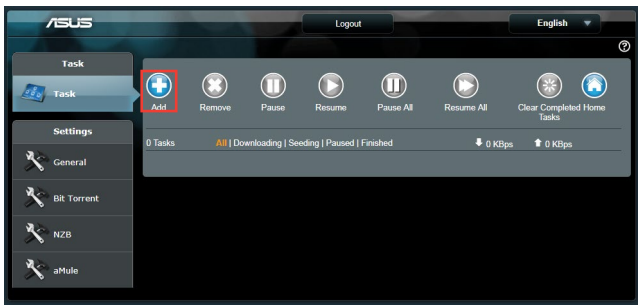 ASUS
Logout
English
Task
Task
Add
Remove
Pause
Resume
Pause All
Resume All
Clear Completed Tasks
Home
0 Tasks
All | Downloading | Seeding | Paused | Finished
0 KBps
0 KBps
Settings
General
Bit Torrent
NZB
aMule